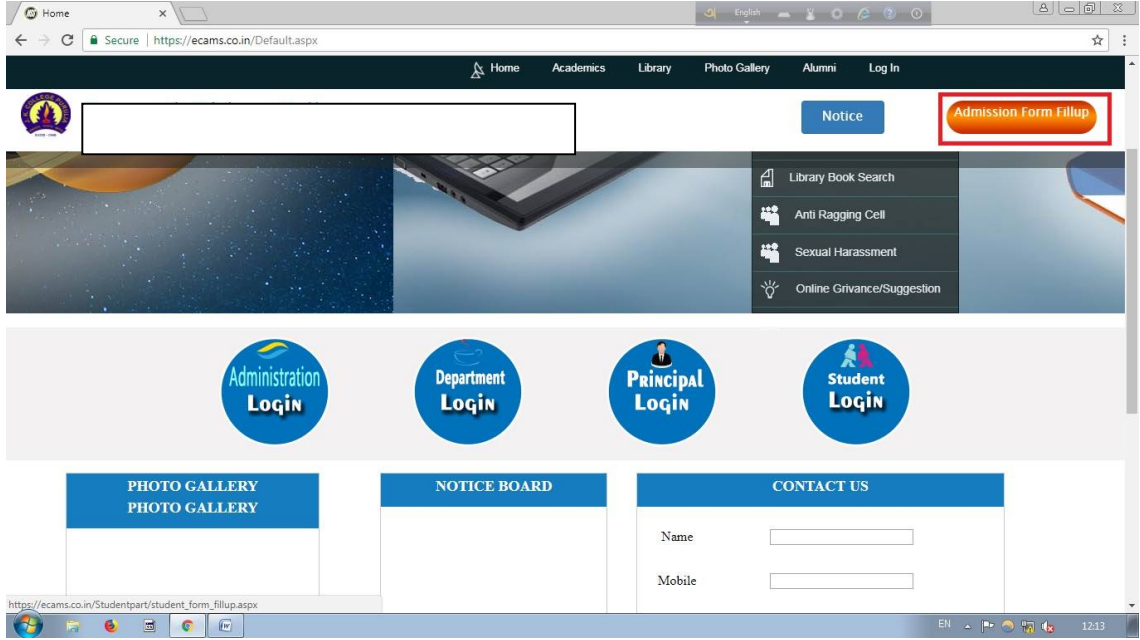 Home
অ English
Secure | https://ecams.co.in/Default.aspx
Home Academics Library Photo Gallery Alumni Log In
J. K. COLLEGE PURULIA
Notice
Admission Form Fillup
Library Book Search
Anti Ragging Cell
Sexual Harassment
Online Grivance/Suggestion
Administration
Login
Department
Login
Principal
Login
Student
Login
PHOTO GALLERY
PHOTO GALLERY
NOTICE BOARD
CONTACT US
Name
Mobile
https://ecams.co.in/Studentpart/student_form_fillup.aspx
EN 12:13